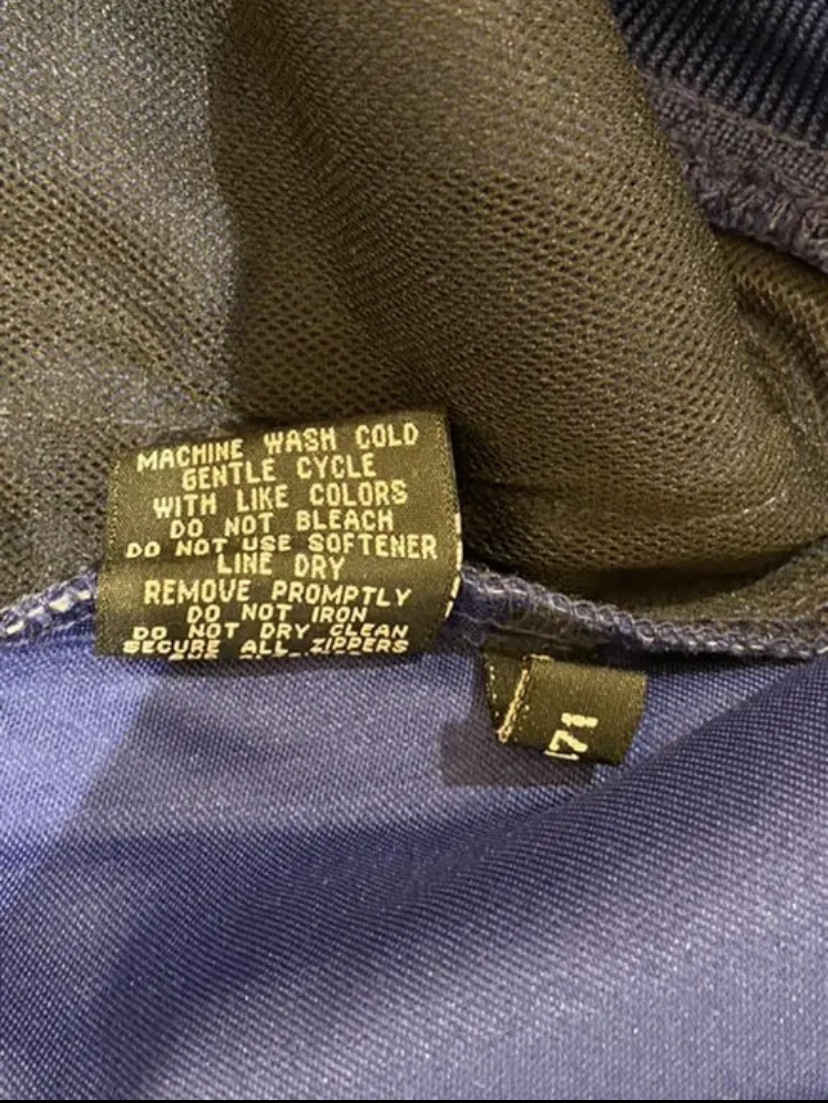 MACHINE WASH COLD
GENTLE CYCLE
WITH LIKE COLORS
DO NOT BLEACH
DO NOT USE SOFTENER
LINE DRY
REMOVE PROMPTLY
DO NOT IRON
DO NOT DRY CLEAN
SECURE ALL ZIPPERS